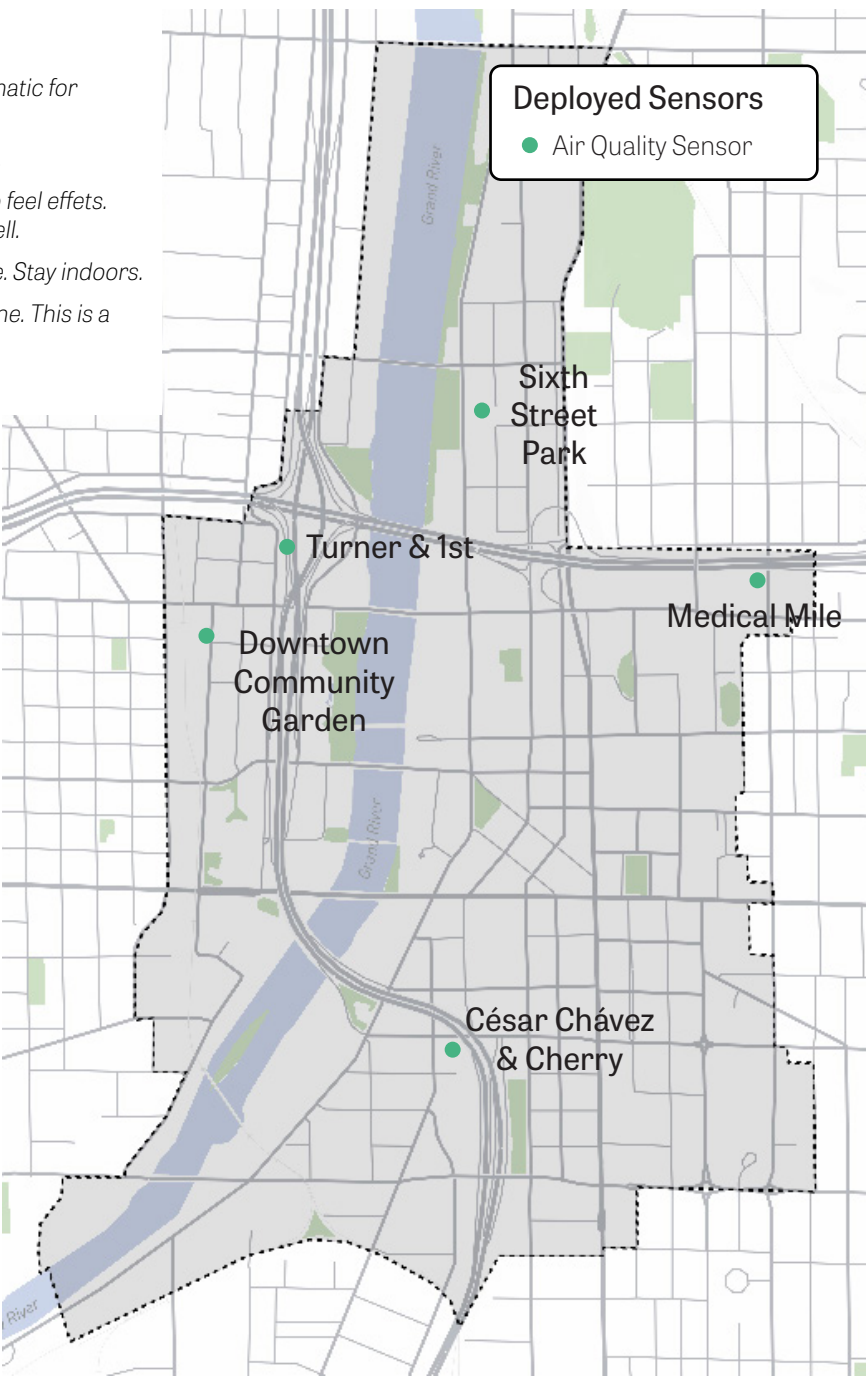 matic for
feel effets.
ell.
e. Stay indoors.
ne. This is a
Deployed Sensors
Air Quality Sensor
Grand River
Sixth
Street
Park
Turner & 1st
Medical Mile
Downtown
Community
Garden
Grand River
César Chávez
& Cherry
River